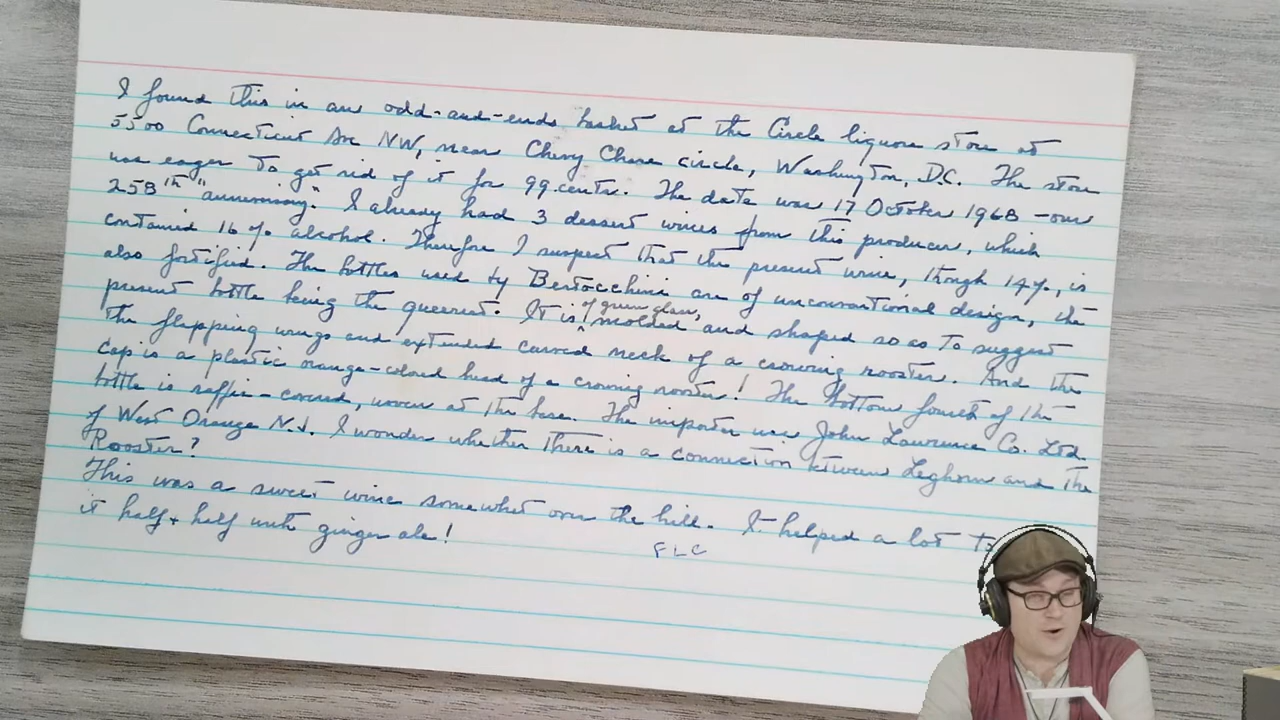 I found this in an odd-and-ends basket at the Circle liquor store at
5500 Connecticut Ave NW, near Chevy Chase circle, Washington, D.C. The store
was eager to get rid of it for 99 cents. The date was 17 October 1968 – our
258th "anniversary." I already had 3 dessert wines from this producer, which
contained 16% alcohol. Therefore I suspect that the present wine, though 14%, is
also fortified. The bottles used by Bertocchini are of unconventional design, the
present bottle being the queerest. It is of green glass, molded and shaped so as to suggest
the flapping wings and extended curved neck of a crowing rooster. And the
cap is a plastic orange-colored head of a crowing rooster! The bottom fourth of the
bottle is raffia-covered, woven at the base. The importer was John Lawrence Co. Ltd
of West Orange N.J. I wonder whether there is a connection between Leghorn and the
Rooster?
This was a sweet wine somewhat over the hill. It helped a lot to
it half + half with ginger ale!
FLC